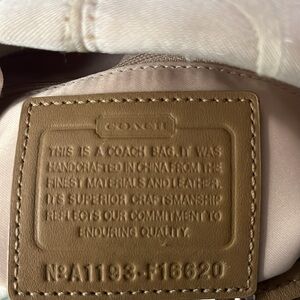 COACH
THIS IS A COACH BAG. IT WAS
HANDCRAFTED IN CHINA FROM THE
FINEST MATERIALS AND LEATHER.
ITS SUPERIOR CRAFTSMANSHIP
REFLECTS OUR COMMITMENT TO
ENDURING QUALITY.
NºA1193-F16620